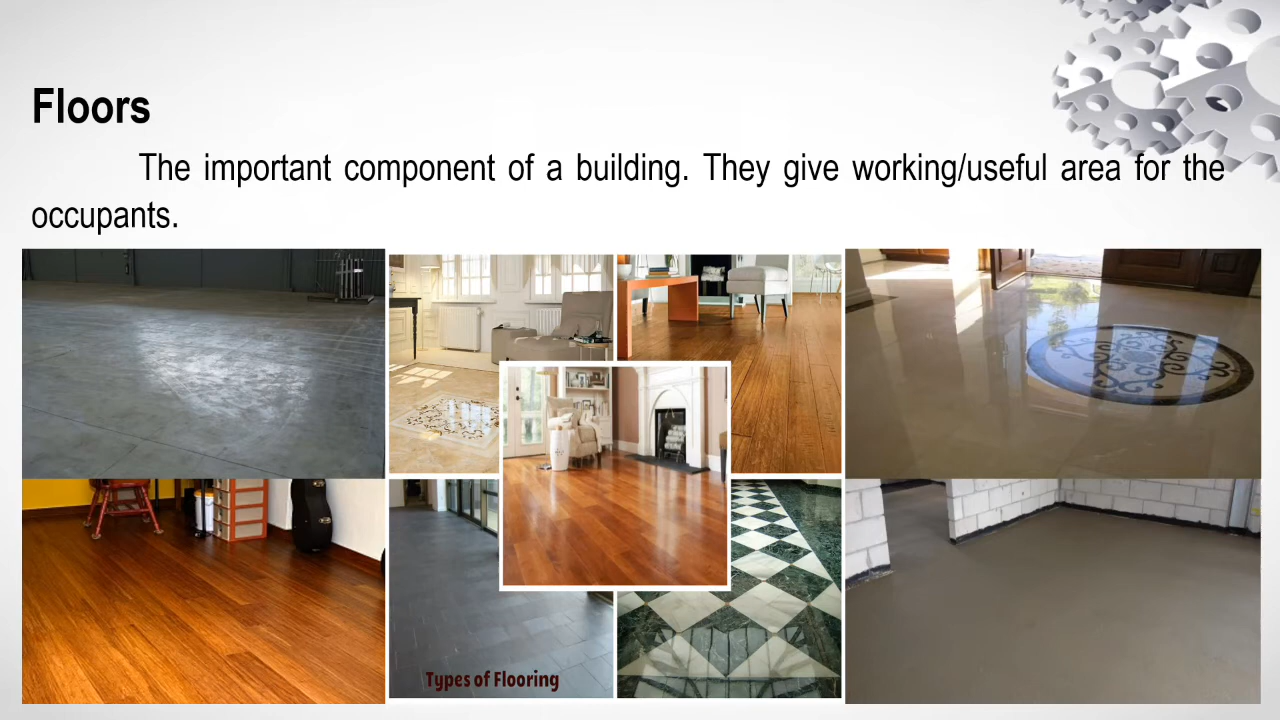 Floors
The important component of a building. They give working/useful area for the
occupants.
Types of Flooring